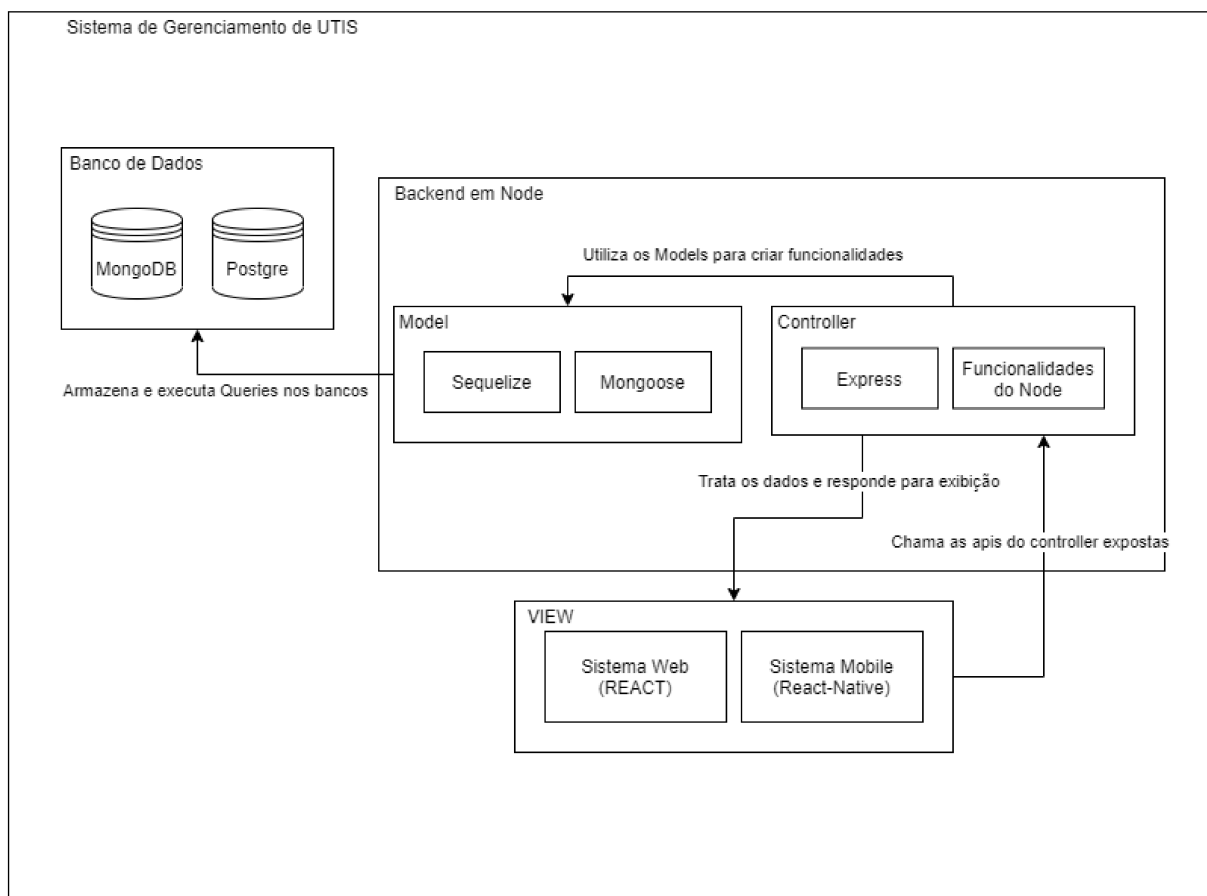 Sistema de Gerenciamento de UTIS
Banco de Dados
MongoDB
Postgre
Backend em Node
Utiliza os Models para criar funcionalidades
Model
Sequelize
Mongoose
Controller
Express
Funcionalidades
do Node
Armazena e executa Queries nos bancos
Trata os dados e responde para exibição
Chama as apis do controller expostas
VIEW
Sistema Web
(REACT)
Sistema Mobile
(React-Native)